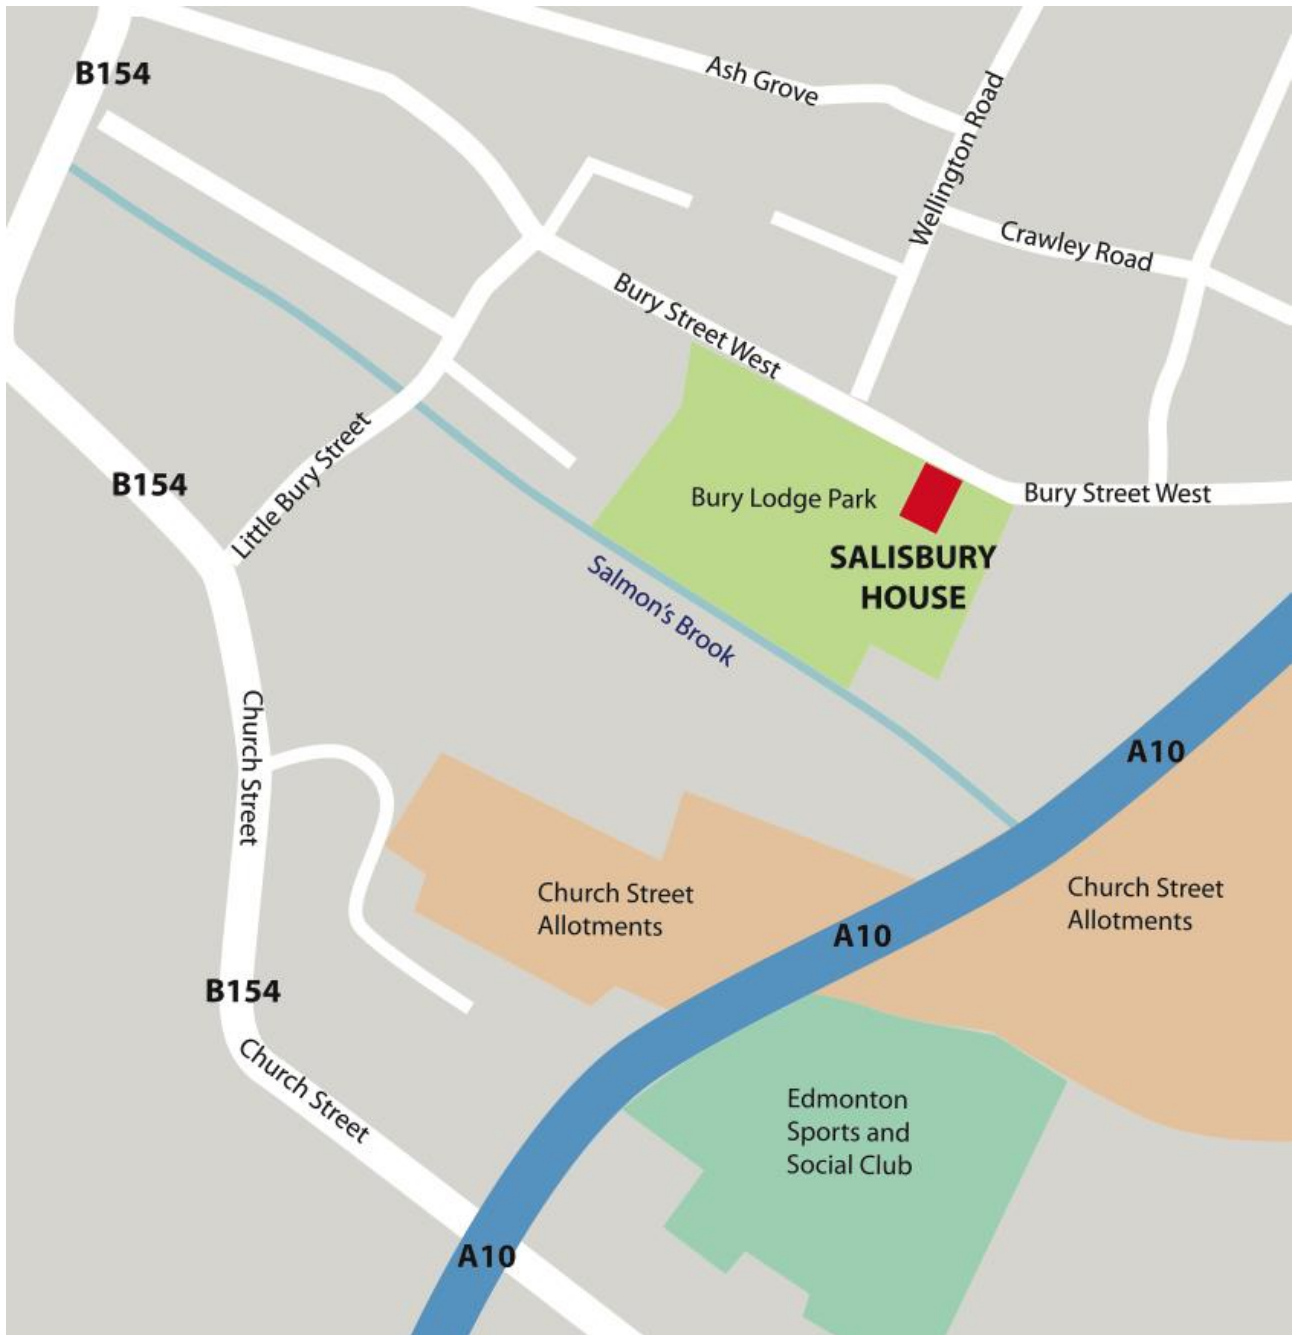 B154
Ash Grove
Wellington Road
Crawley Road
Bury Street West
B154
Little Bury Street
Bury Lodge Park
Bury Street West
SALISBURY
HOUSE
Salmon's Brook
Church Street
A10
Church Street
Allotments
Church Street
Allotments
A10
B154
Church Street
Edmonton
Sports and
Social Club
A10